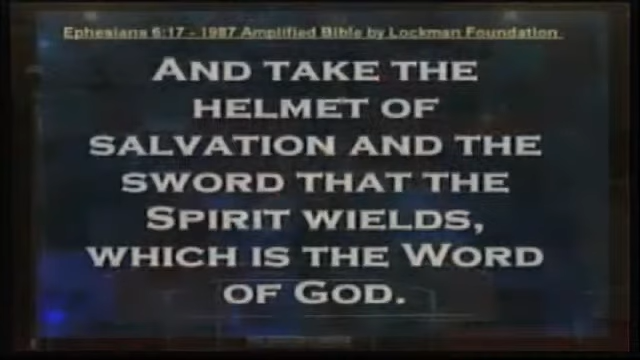 Ephesians 6:17 - 1987 Amplified Bible by Lockman Foundation
And take the
helmet of
salvation and the
sword that the
Spirit wields,
which is the Word
of God.